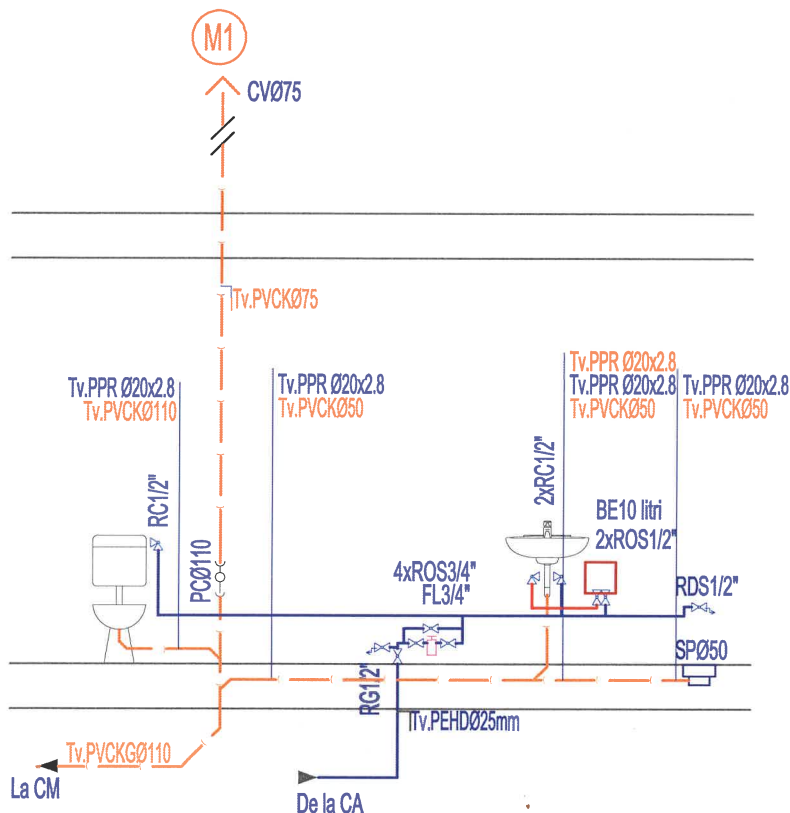 M1
CVØ75
Tv.PVCKØ75
Tv.PPR Ø20x2.8
Tv.PVCKØ110
Tv.PPR Ø20x2.8
Tv.PVCKØ50
Tv.PPR Ø20x2.8
Tv.PPR Ø20x2.8
Tv.PVCKØ50
Tv.PPR Ø20x2.8
Tv.PVCKØ50
RC1/2"
PCØ110
2xRC1/2"
BE10 litri
2xROS1/2"
4xROS3/4"
FL3/4"
RDS1/2"
RG1/2"
SPØ50
Tv.PEHDØ25mm
Tv.PVCKGØ110
La CM
De la CA